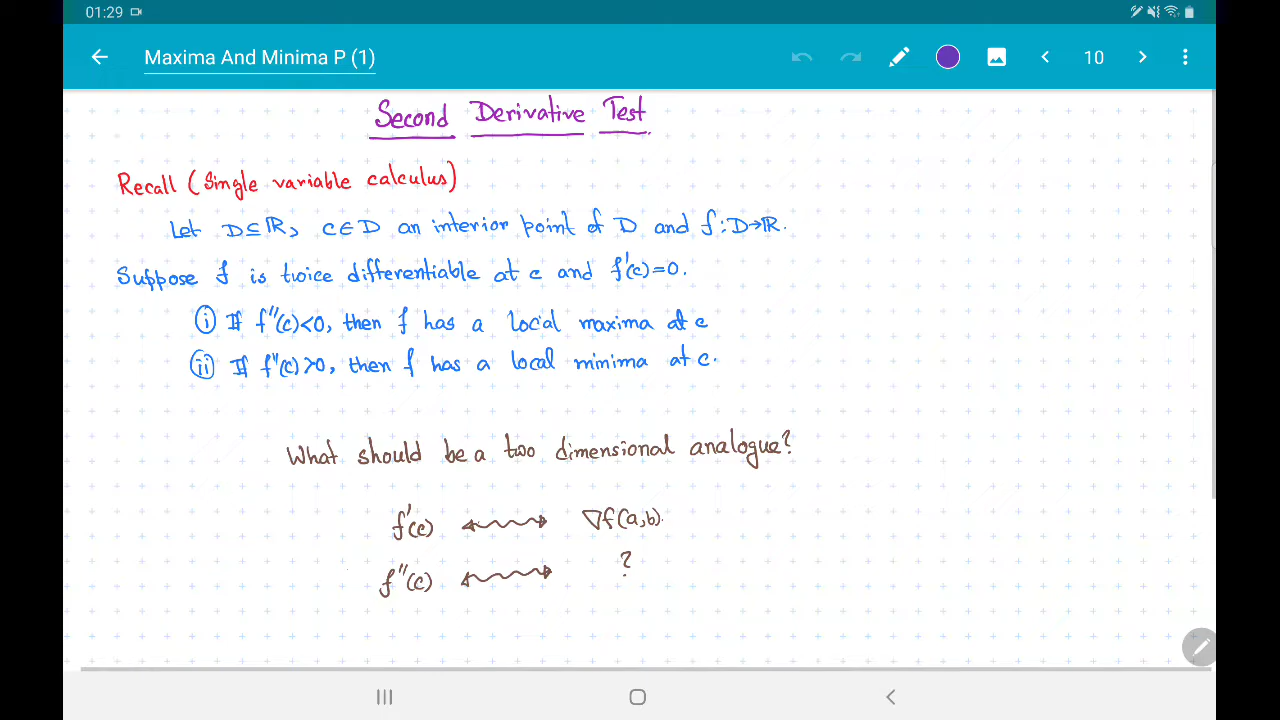 01:29
Maxima And Minima P (1)
10
Second Derivative Test
Recall (Single variable calculus)
Let D⊆ℝ, c∈D an interior point of D and f:D→ℝ.
Suppose f is twice differentiable at c and f'(c)=0.
(i) If f''(c)<0, then f has a local maxima at c
(ii) If f''(c)>0, then f has a local minima at c.
What should be a two dimensional analogue?
f'(c) ↭ ∇f(a,b).
f''(c) ↭ ?